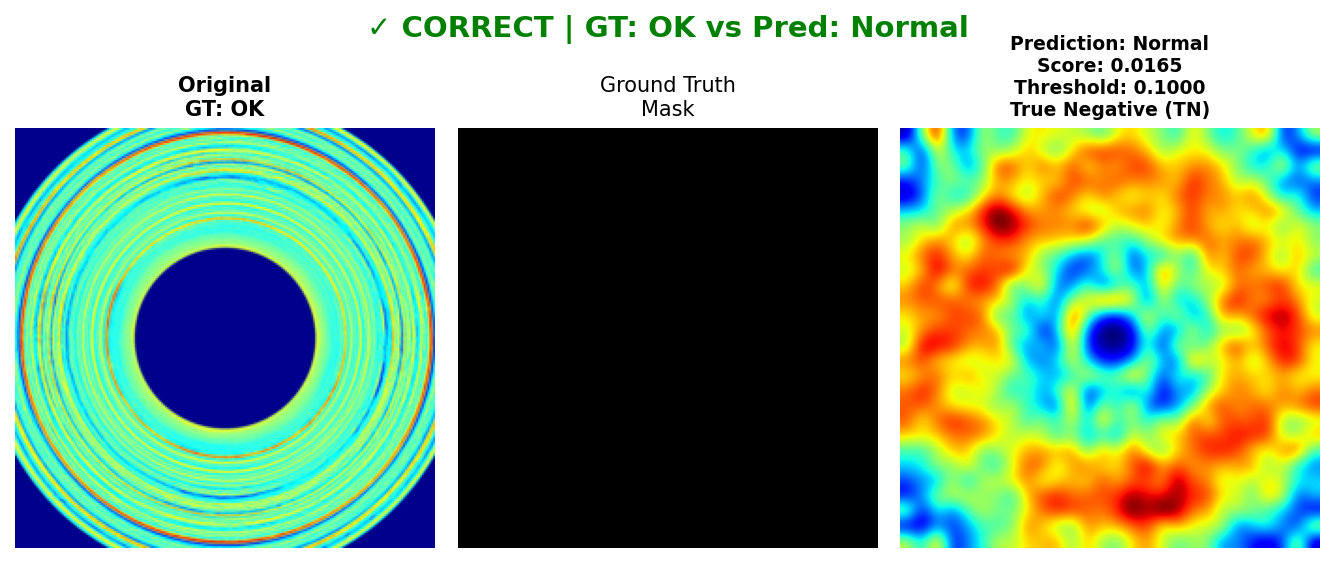 ✓ CORRECT | GT: OK vs Pred: Normal
Original
GT: OK
Ground Truth
Mask
Prediction: Normal
Score: 0.0165
Threshold: 0.1000
True Negative (TN)